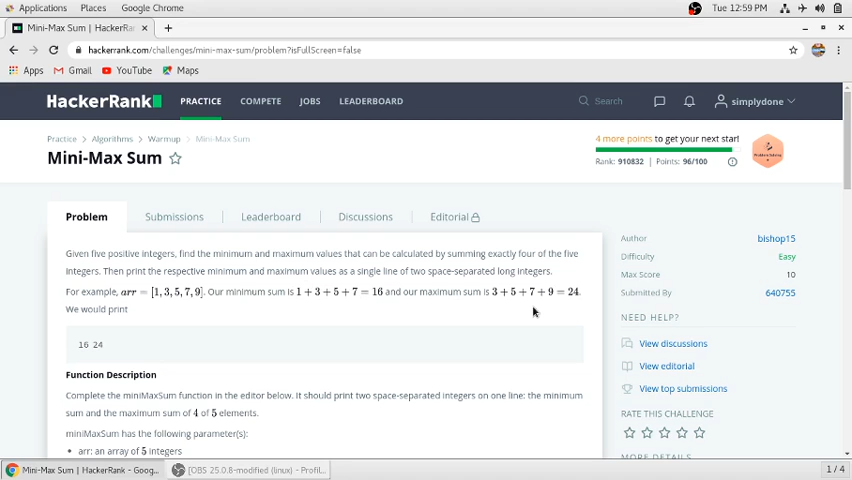 Applications Places Google Chrome Tue 12:59 PM
Mini-Max Sum | HackerRa
hackerrank.com/challenges/mini-max-sum/problem?isFullScreen=false
Apps Gmail YouTube Maps
HackerRank PRACTICE COMPETE JOBS LEADERBOARD Search simplydone
Practice > Algorithms > Warmup > Mini-Max Sum
Mini-Max Sum
4 more points to get your next star!
Rank: 910832 | Points: 96/100
Problem Solving
Problem Submissions Leaderboard Discussions Editorial
Given five positive integers, find the minimum and maximum values that can be calculated by summing exactly four of the five
integers. Then print the respective minimum and maximum values as a single line of two space-separated long integers.
For example, arr = [1, 3, 5, 7, 9]. Our minimum sum is 1 + 3 + 5 + 7 = 16 and our maximum sum is 3 + 5 + 7 + 9 = 24.
We would print
16 24
Function Description
Complete the miniMaxSum function in the editor below. It should print two space-separated integers on one line: the minimum
sum and the maximum sum of 4 of 5 elements.
miniMaxSum has the following parameter(s):
• arr: an array of 5 integers
Author bishop15
Difficulty Easy
Max Score 10
Submitted By 640755
NEED HELP?
View discussions
View editorial
View top submissions
RATE THIS CHALLENGE
MORE DETAILS
Mini-Max Sum | HackerRank - Goog... [OBS 25.0.8-modified (linux) - Profil... 1 / 4